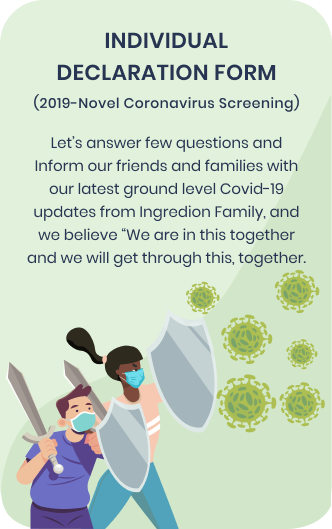 INDIVIDUAL
DECLARATION FORM
(2019-Novel Coronavirus Screening)
Let's answer few questions and
Inform our friends and families with
our latest ground level Covid-19
updates from Ingredion Family, and
we believe “We are in this together
and we will get through this, together.